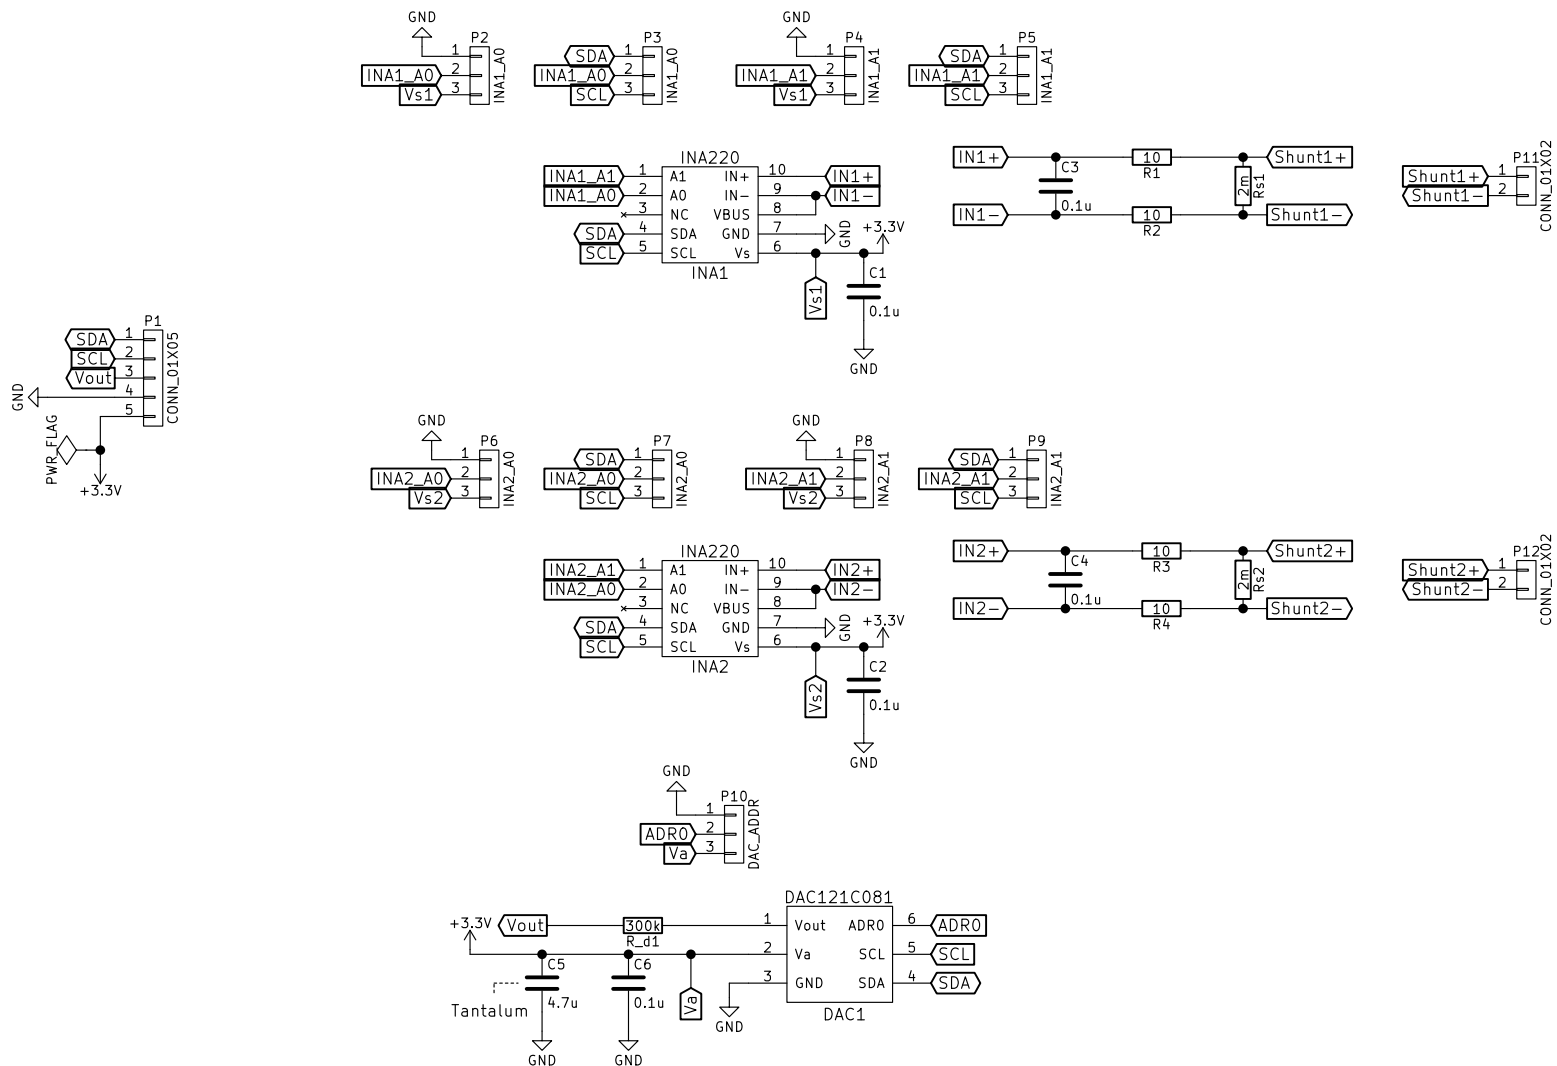 GND
P2
1
2
3
INA1_A0
Vs1
INA1_A0
P3
SDA
INA1_A0
SCL
1
2
3
INA1_A0
GND
P4
1
2
3
INA1_A1
Vs1
INA1_A1
P5
SDA
INA1_A1
SCL
1
2
3
INA1_A1
INA220
INA1_A1 1 A1 IN+ 10 IN1+
INA1_A0 2 A0 IN- 9 IN1-
3 NC VBUS 8
SDA 4 SDA GND 7 GND
SCL 5 SCL Vs 6 +3.3V
INA1
Vs1
C1
0.1u
GND
IN1+
IN1-
C3
0.1u
10
R1
10
R2
2m
Rs1
Shunt1+
Shunt1-
P11
Shunt1+ 1
Shunt1- 2
CONN_01X02
P1
SDA 1
SCL 2
Vout 3
GND 4
5
CONN_01X05
PWR_FLAG
+3.3V
GND
P6
1
2
3
INA2_A0
Vs2
INA2_A0
P7
SDA
INA2_A0
SCL
1
2
3
INA2_A0
GND
P8
1
2
3
INA2_A1
Vs2
INA2_A1
P9
SDA
INA2_A1
SCL
1
2
3
INA2_A1
INA220
INA2_A1 1 A1 IN+ 10 IN2+
INA2_A0 2 A0 IN- 9 IN2-
3 NC VBUS 8
SDA 4 SDA GND 7 GND
SCL 5 SCL Vs 6 +3.3V
INA2
Vs2
C2
0.1u
GND
IN2+
IN2-
C4
0.1u
10
R3
10
R4
2m
Rs2
Shunt2+
Shunt2-
P12
Shunt2+ 1
Shunt2- 2
CONN_01X02
GND
P10
1
ADR0 2
Va 3
DAC_ADDR
DAC121C081
+3.3V Vout 300k 1 Vout ADR0 6 ADR0
R_d1
2 Va SCL 5 SCL
3 GND SDA 4 SDA
DAC1
C5
4.7u
Tantalum
GND
C6
0.1u
GND
Va
GND